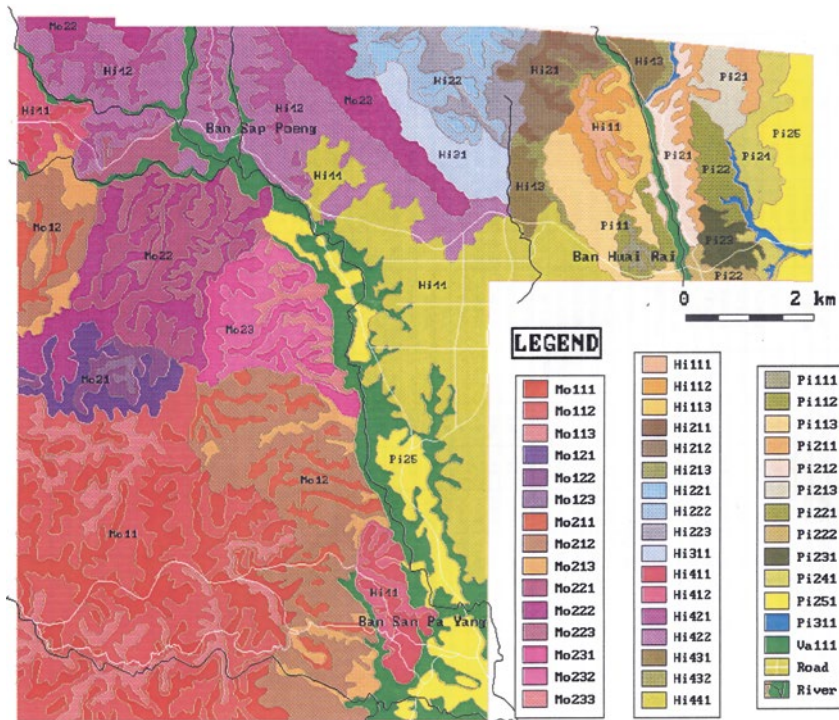 Mo22
Hi42
Hi22
Hi21
Hi43
Pi21
Hi42
Mo22
Hi41
Ban Sap Poeng
Hi11
Pi25
Hi31
Pi21
Pi24
Hi44
Pi22
Hi43
Mo12
Mo22
Pi11
Pi23
Ban Huai Rai
Hi44
Pi22
0 2 km
Mo23
LEGEND
Mo21
Pi25
Mo12
Mo11
Hi41
Ban San Pa Yang
Mo111
Mo112
Mo113
Mo121
Mo122
Mo123
Mo211
Mo212
Mo213
Mo221
Mo222
Mo223
Mo231
Mo232
Mo233
Hi111
Hi112
Hi113
Hi211
Hi212
Hi213
Hi221
Hi222
Hi223
Hi311
Hi411
Hi412
Hi421
Hi422
Hi431
Hi432
Hi441
Pi111
Pi112
Pi113
Pi211
Pi212
Pi213
Pi221
Pi222
Pi231
Pi241
Pi251
Pi311
Va111
Road
River